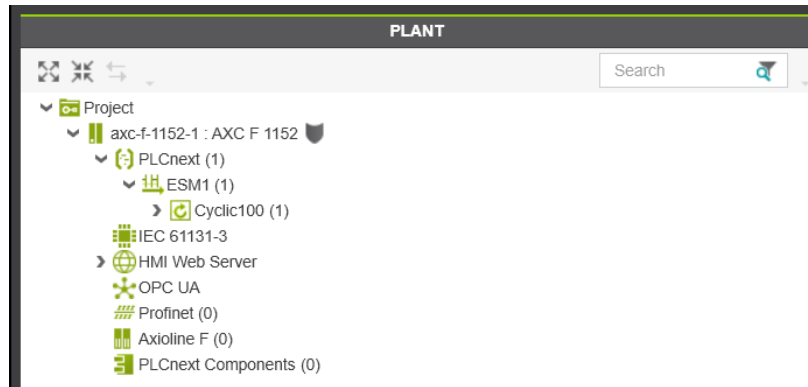 PLANT
Search
Project
axc-f-1152-1 : AXC F 1152
PLCnext (1)
ESM1 (1)
Cyclic100 (1)
IEC 61131-3
HMI Web Server
OPC UA
Profinet (0)
Axioline F (0)
PLCnext Components (0)